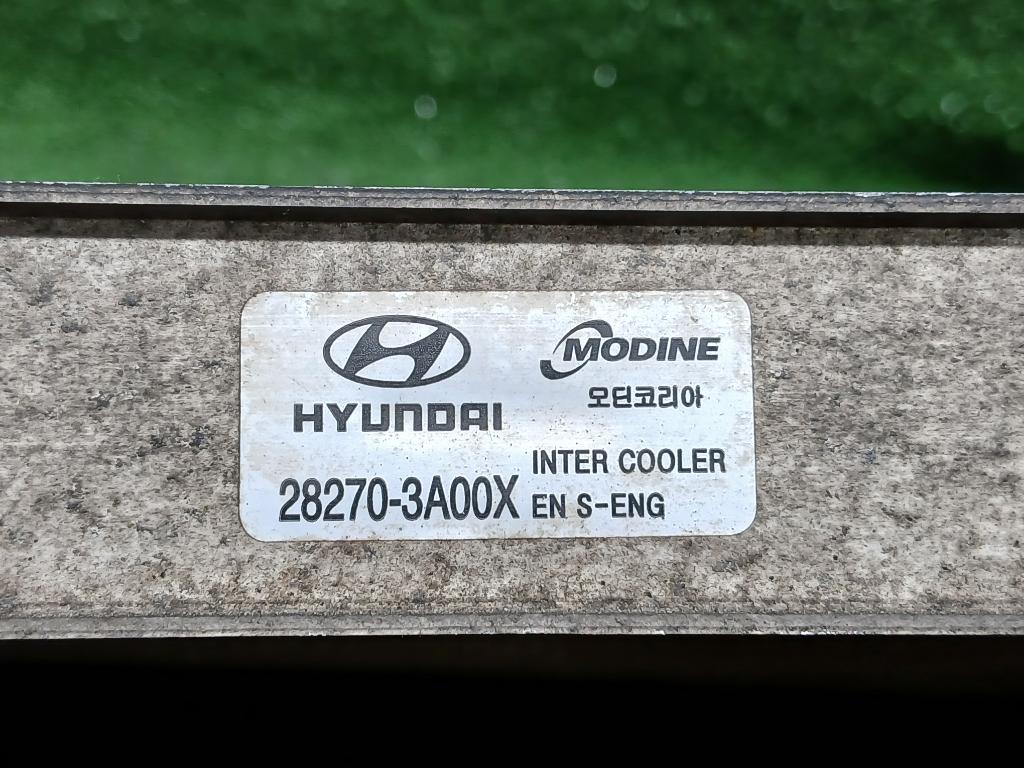 HYUNDAI
MODINE
모딘코리아
28270-3A00X
INTER COOLER
EN S-ENG